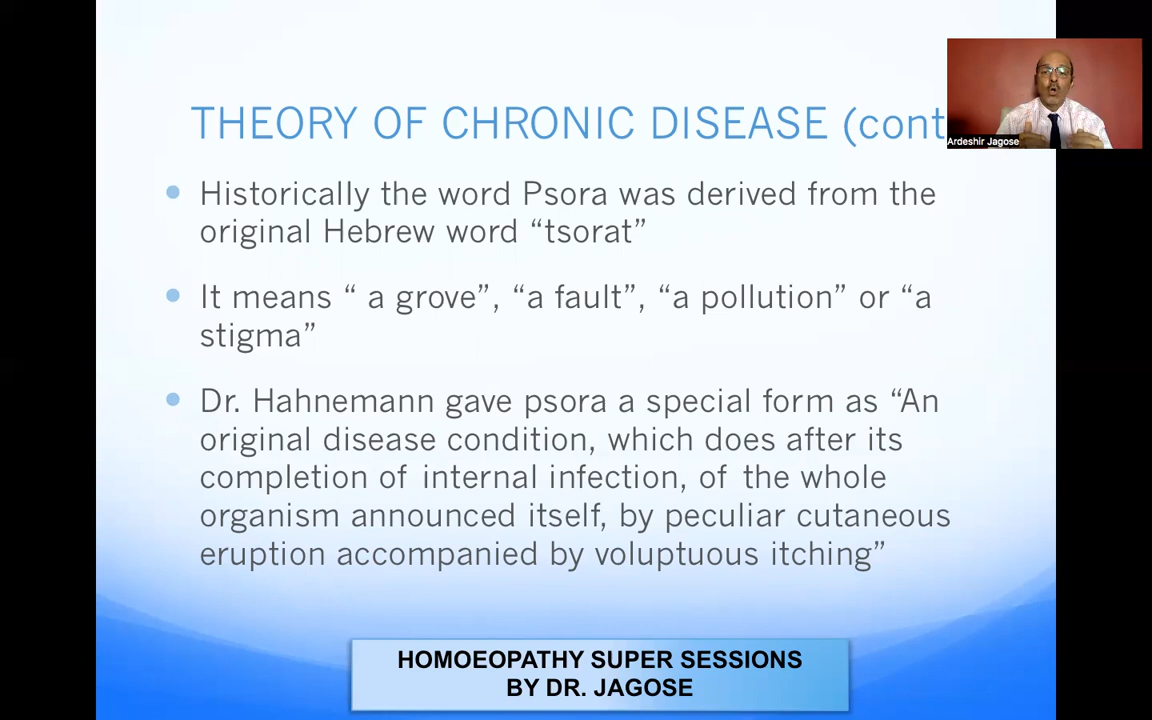 THEORY OF CHRONIC DISEASE (cont
Ardeshir Jagose
Historically the word Psora was derived from the
original Hebrew word “tsorat”
It means “ a grove”, “a fault”, “a pollution” or “a
stigma”
Dr. Hahnemann gave psora a special form as “An
original disease condition, which does after its
completion of internal infection, of the whole
organism announced itself, by peculiar cutaneous
eruption accompanied by voluptuous itching”
HOMOEOPATHY SUPER SESSIONS
BY DR. JAGOSE